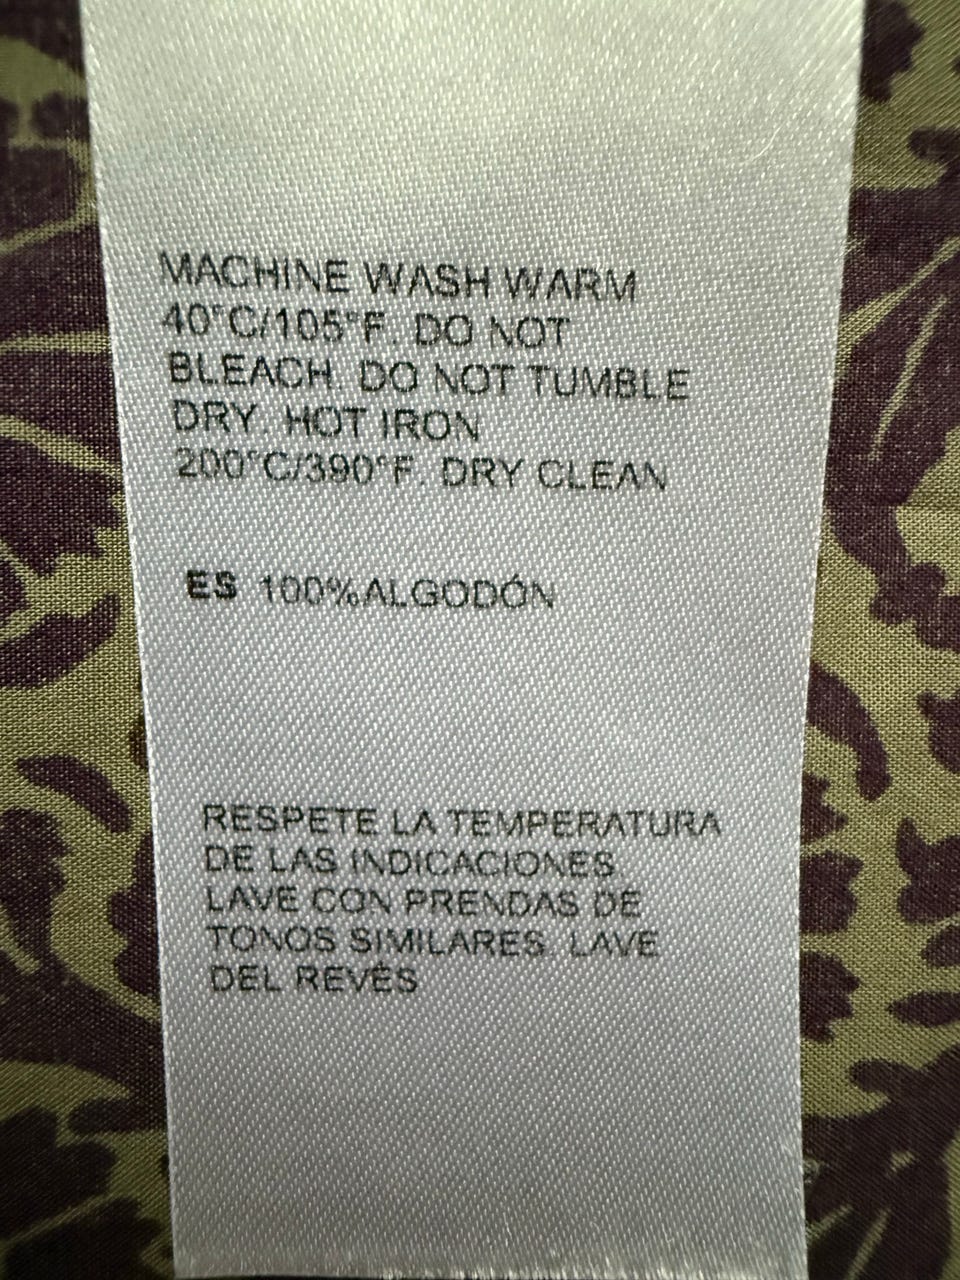 MACHINE WASH WARM
40°C/105°F. DO NOT
BLEACH. DO NOT TUMBLE
DRY. HOT IRON
200°C/390°F. DRY CLEAN
ES 100%ALGODÓN
RESPETE LA TEMPERATURA
DE LAS INDICACIONES.
LAVE CON PRENDAS DE
TONOS SIMILARES. LAVE
DEL REVÉS